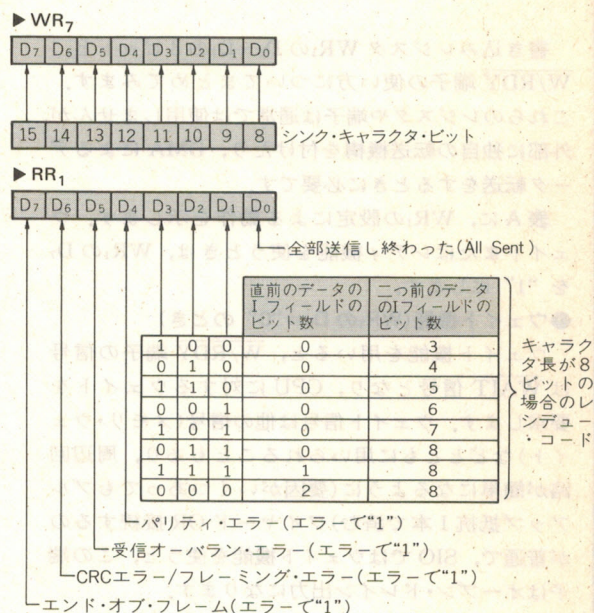 ▶ WR7
D7 D6 D5 D4 D3 D2 D1 D0
15 14 13 12 11 10 9 8 シンク・キャラクタ・ビット
▶ RR1
D7 D6 D5 D4 D3 D2 D1 D0
全部送信し終わった(All Sent)
直前のデータのIフィールドのビット数 二つ前のデータのIフィールドのビット数
1 0 0 0 3
0 1 0 0 4
1 1 0 0 5
0 0 1 0 6
1 0 1 0 7
0 1 1 0 8
1 1 1 1 8
0 0 0 2 8
キャラク
タ長が8
ビットの
場合のレ
シデュー
・コード
パリティ・エラー(エラーで“1”)
受信オーバラン・エラー(エラーで“1”)
CRCエラー/フレーミング・エラー(エラーで“1”)
エンド・オブ・フレーム(エラーで“1”)